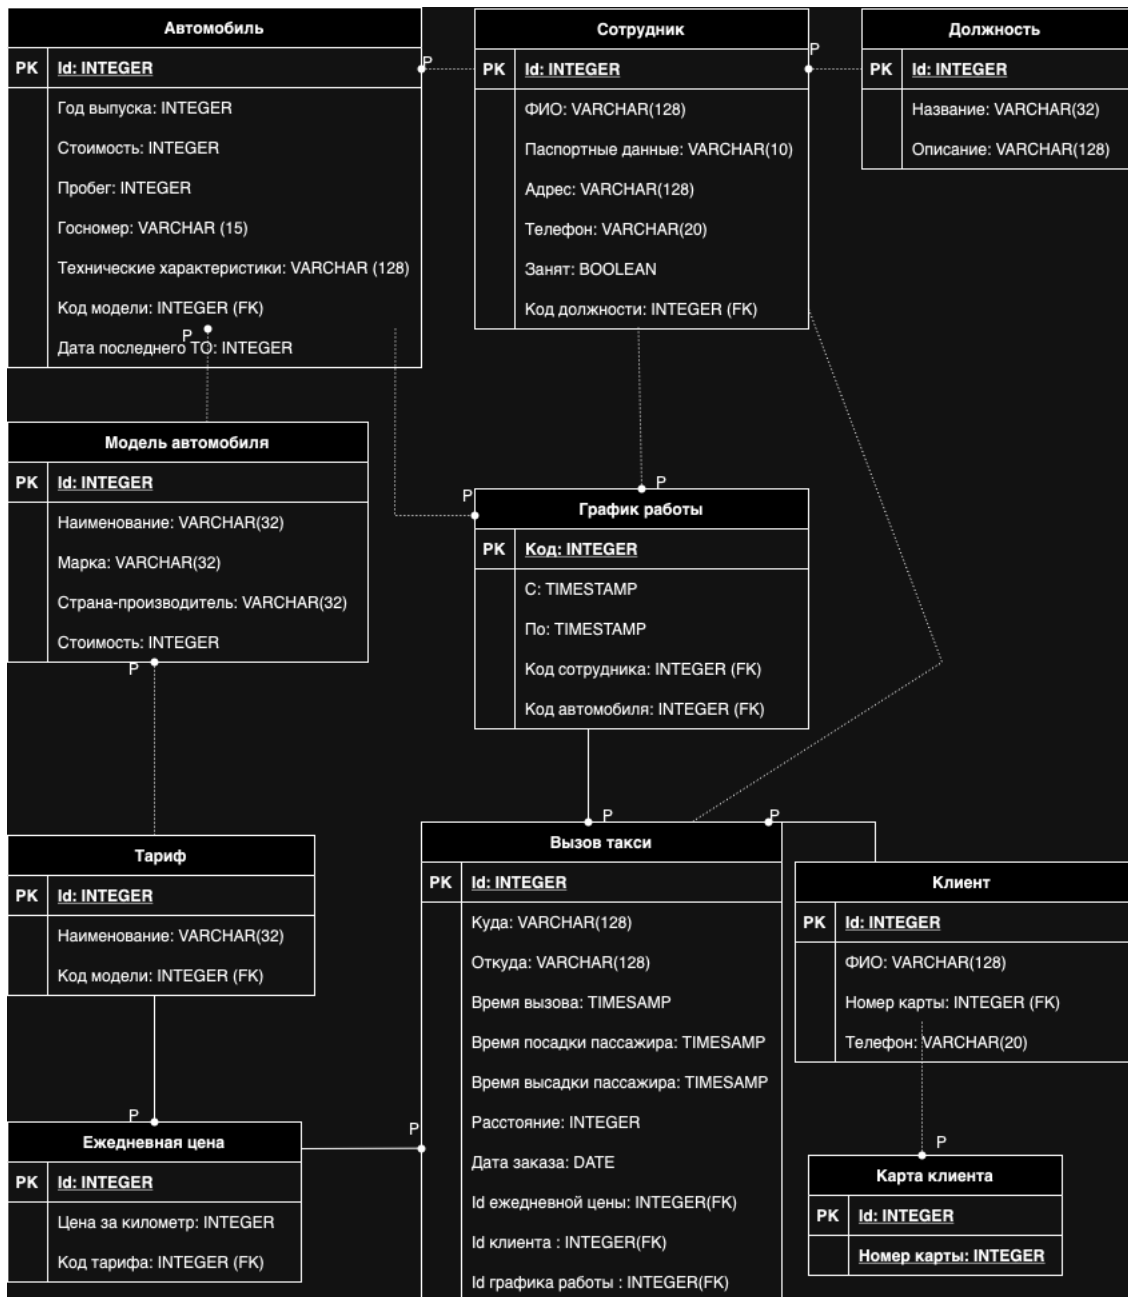 Автомобиль
PK Id: INTEGER
Год выпуска: INTEGER
Стоимость: INTEGER
Пробег: INTEGER
Госномер: VARCHAR (15)
Технические характеристики: VARCHAR (128)
Код модели: INTEGER (FK)
Дата последнего ТО: INTEGER
P
P
Сотрудник
PK Id: INTEGER
ФИО: VARCHAR(128)
Паспортные данные: VARCHAR(10)
Адрес: VARCHAR(128)
Телефон: VARCHAR(20)
Занят: BOOLEAN
Код должности: INTEGER (FK)
P
Должность
PK Id: INTEGER
Название: VARCHAR(32)
Описание: VARCHAR(128)
Модель автомобиля
PK Id: INTEGER
Наименование: VARCHAR(32)
Марка: VARCHAR(32)
Страна-производитель: VARCHAR(32)
Стоимость: INTEGER
P
P
P
График работы
PK Код: INTEGER
С: TIMESTAMP
По: TIMESTAMP
Код сотрудника: INTEGER (FK)
Код автомобиля: INTEGER (FK)
Тариф
PK Id: INTEGER
Наименование: VARCHAR(32)
Код модели: INTEGER (FK)
P
P
Вызов такси
PK Id: INTEGER
Куда: VARCHAR(128)
Откуда: VARCHAR(128)
Время вызова: TIMESAMP
Время посадки пассажира: TIMESAMP
Время высадки пассажира: TIMESAMP
Расстояние: INTEGER
Дата заказа: DATE
Id ежедневной цены: INTEGER(FK)
Id клиента : INTEGER(FK)
Id графика работы : INTEGER(FK)
Клиент
PK Id: INTEGER
ФИО: VARCHAR(128)
Номер карты: INTEGER (FK)
Телефон: VARCHAR(20)
P
P
Ежедневная цена
PK Id: INTEGER
Цена за километр: INTEGER
Код тарифа: INTEGER (FK)
P
Карта клиента
PK Id: INTEGER
Номер карты: INTEGER